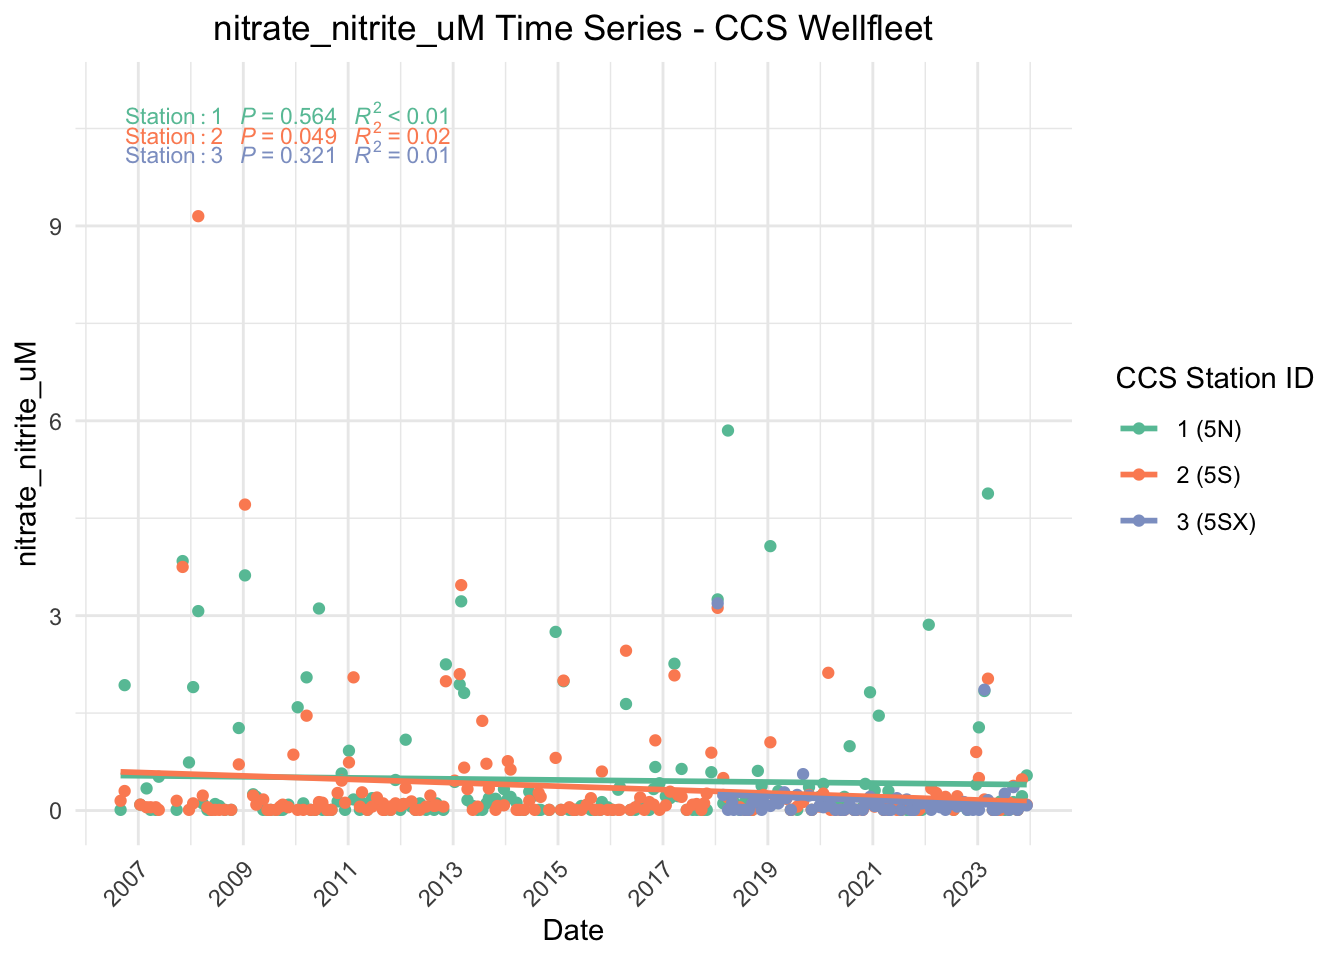 nitrate_nitrite_uM Time Series - CCS Wellfleet
Station : 1 P = 0.564 R² < 0.01
Station : 2 P = 0.049 R² = 0.02
Station : 3 P = 0.321 R² = 0.01
9
6
3
0
nitrate_nitrite_uM
2007 2009 2011 2013 2015 2017 2019 2021 2023
Date
CCS Station ID
1 (5N)
2 (5S)
3 (5SX)